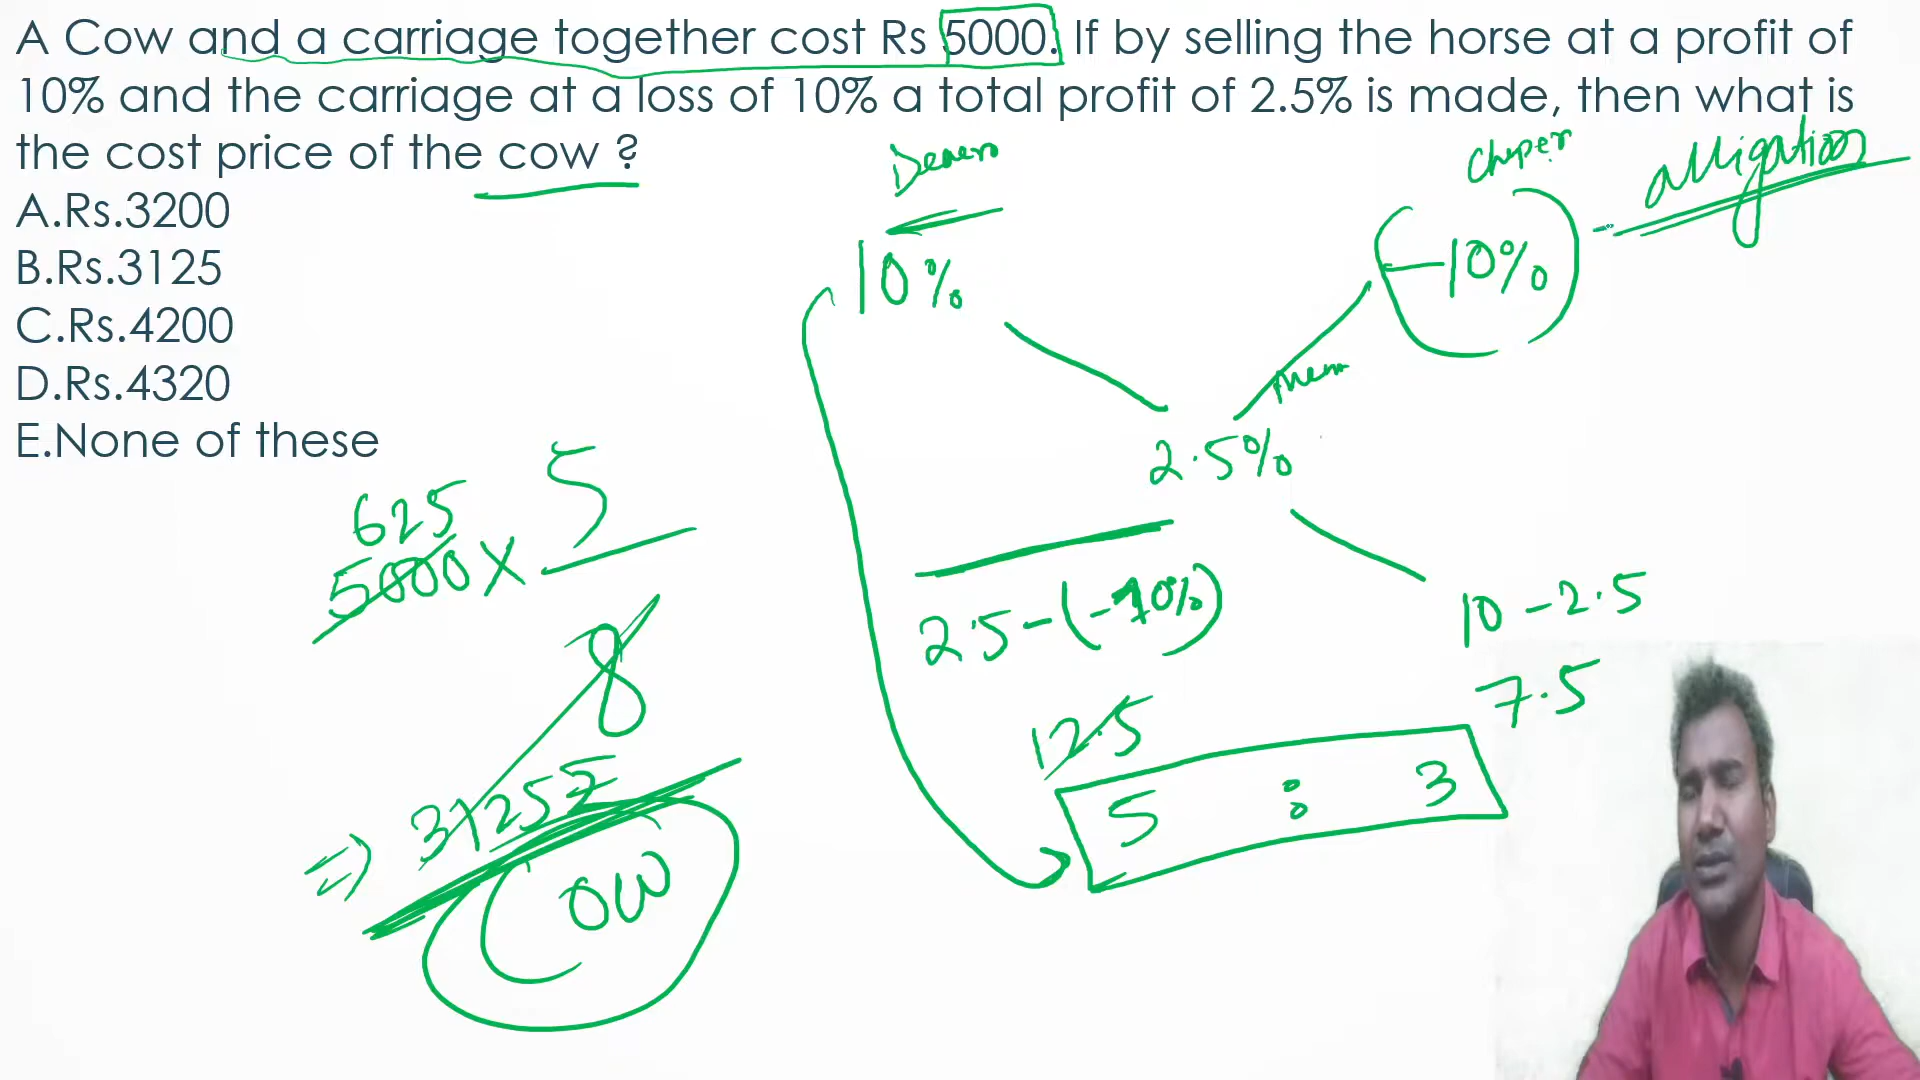 A Cow and a carriage together cost Rs 5000. If by selling the horse at a profit of
10% and the carriage at a loss of 10% a total profit of 2.5% is made, then what is
the cost price of the cow ?
A.Rs.3200
B.Rs.3125
C.Rs.4200
D.Rs.4320
E.None of these
alligation
10%
-10%
2.5%
2.5-(-10%)
10-2.5
12.5
7.5
5 : 3
625
5000 × 5
8
=) 3125